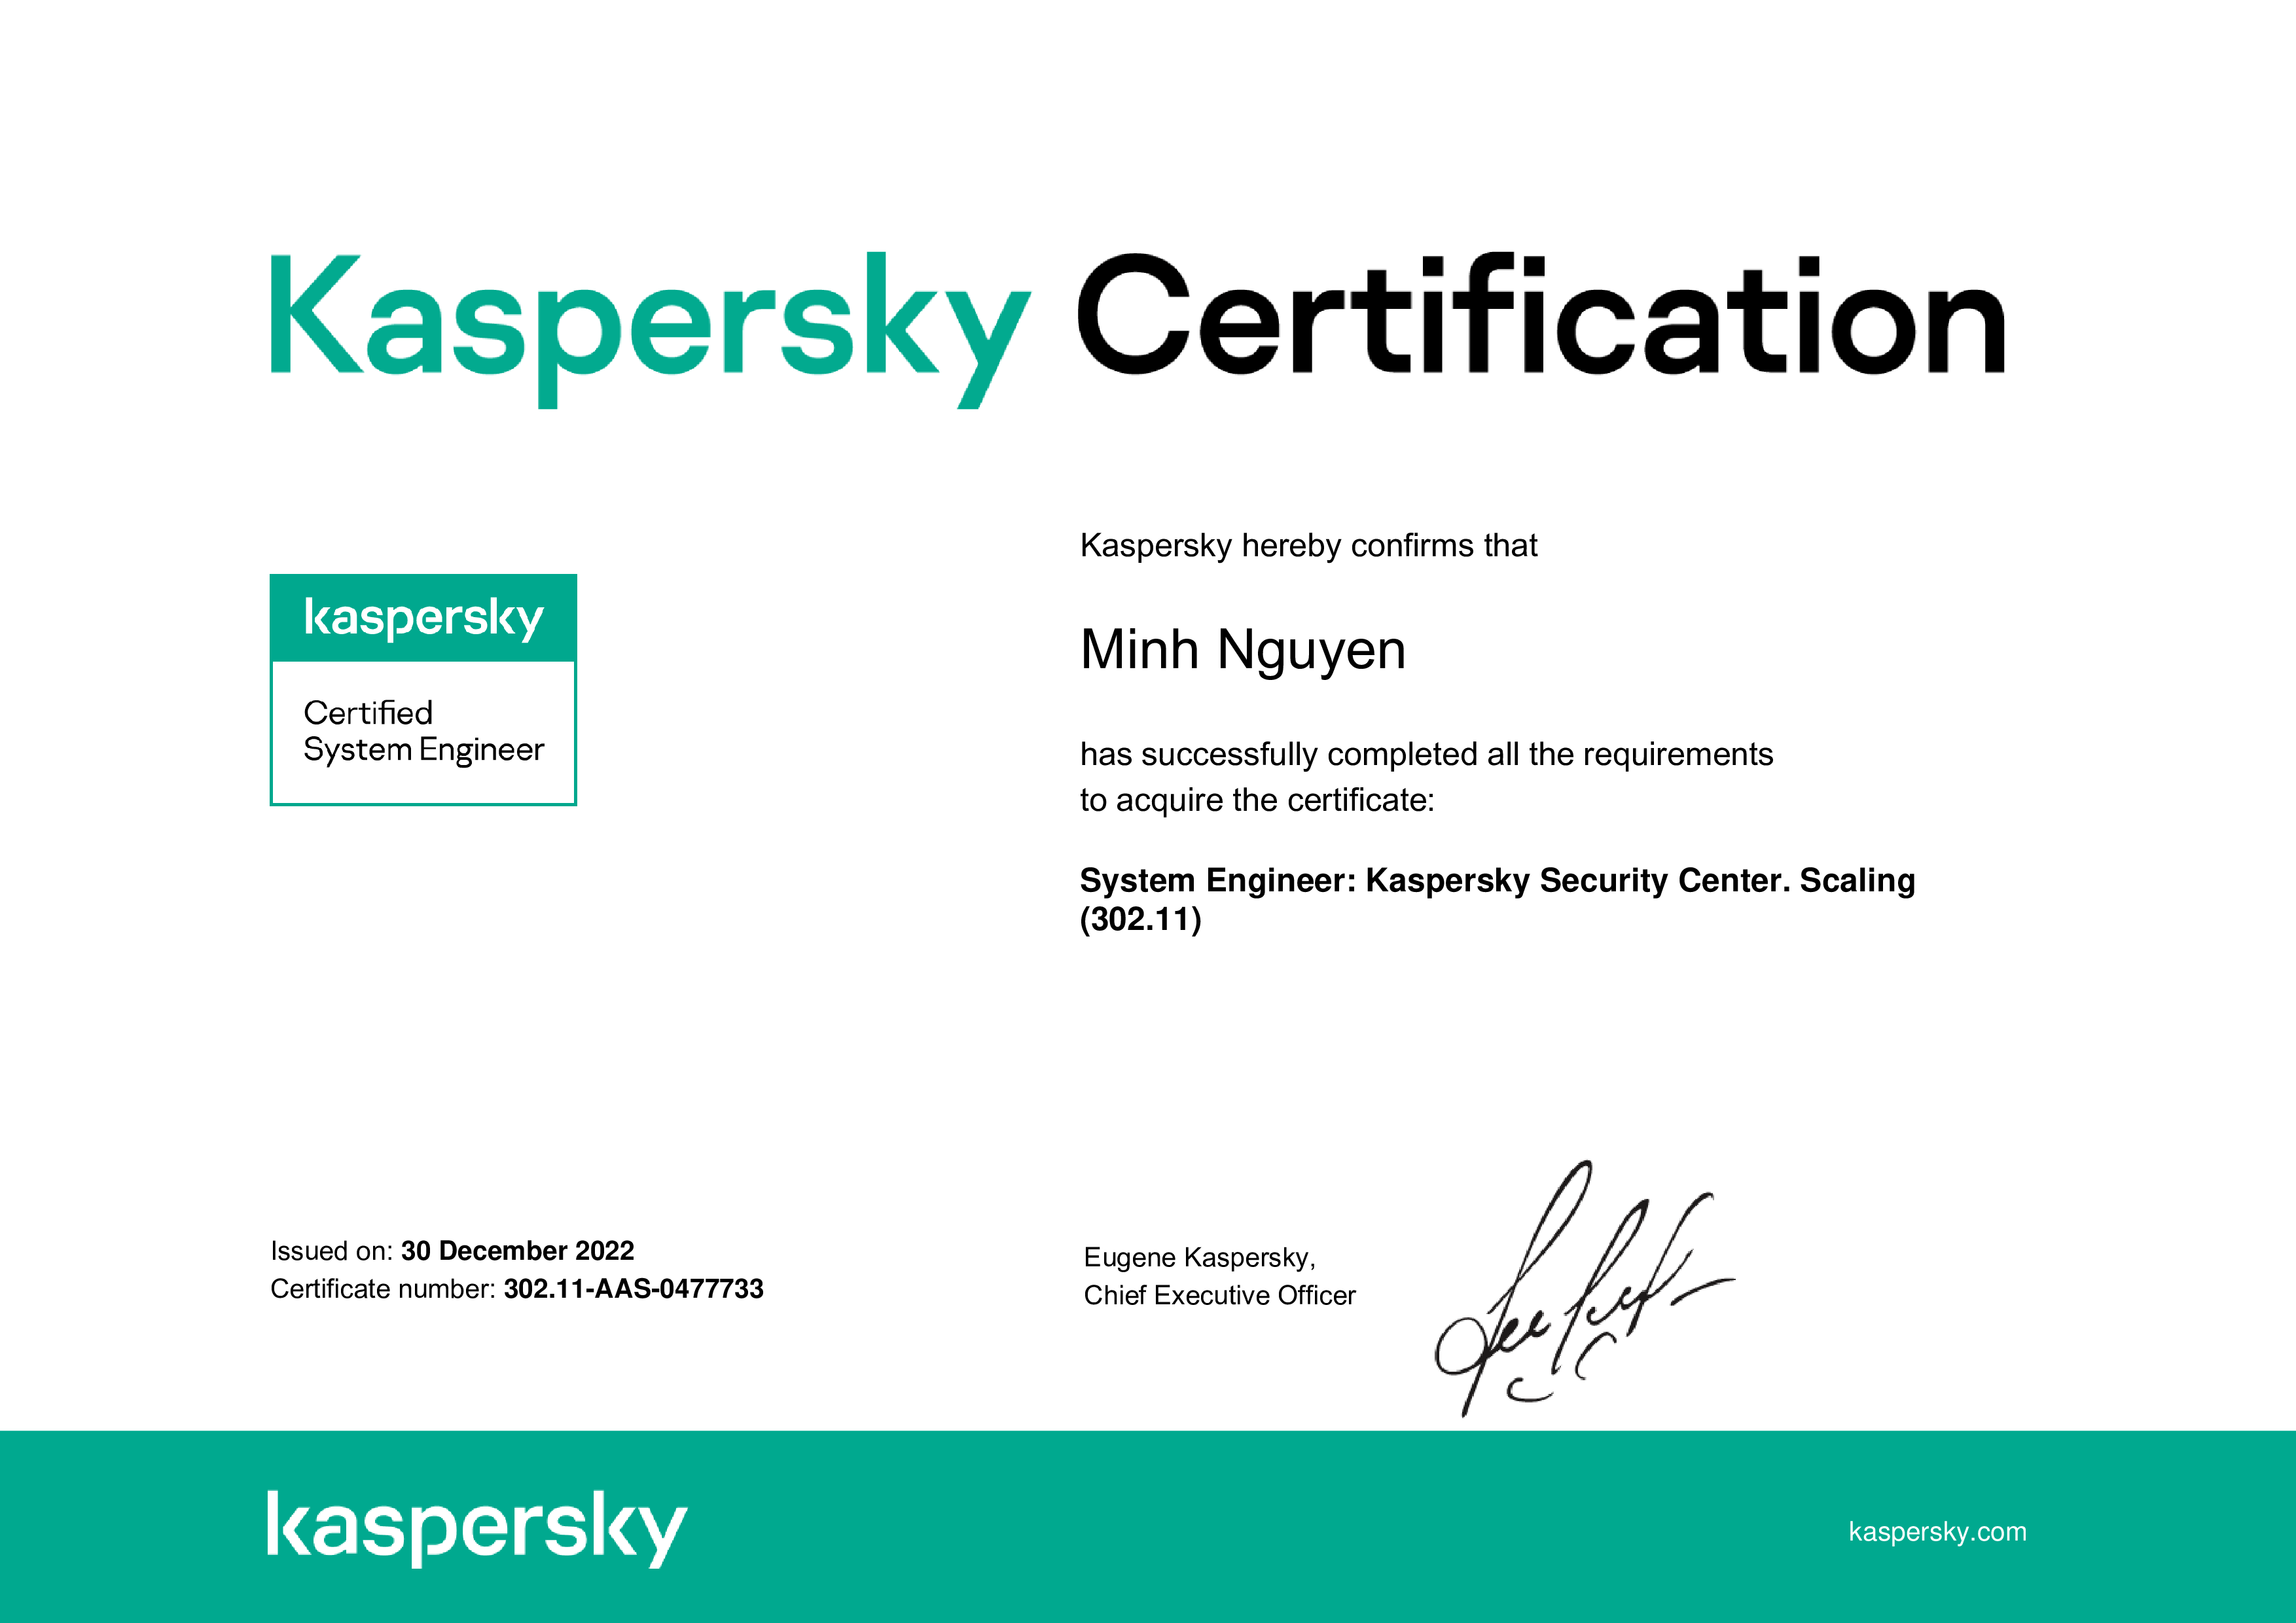 Kaspersky Certification
kaspersky
Certified
System Engineer
Kaspersky hereby confirms that
Minh Nguyen
has successfully completed all the requirements
to acquire the certificate:
System Engineer: Kaspersky Security Center. Scaling
(302.11)
Issued on: 30 December 2022
Certificate number: 302.11-AAS-0477733
Eugene Kaspersky,
Chief Executive Officer
kaspersky
kaspersky.com